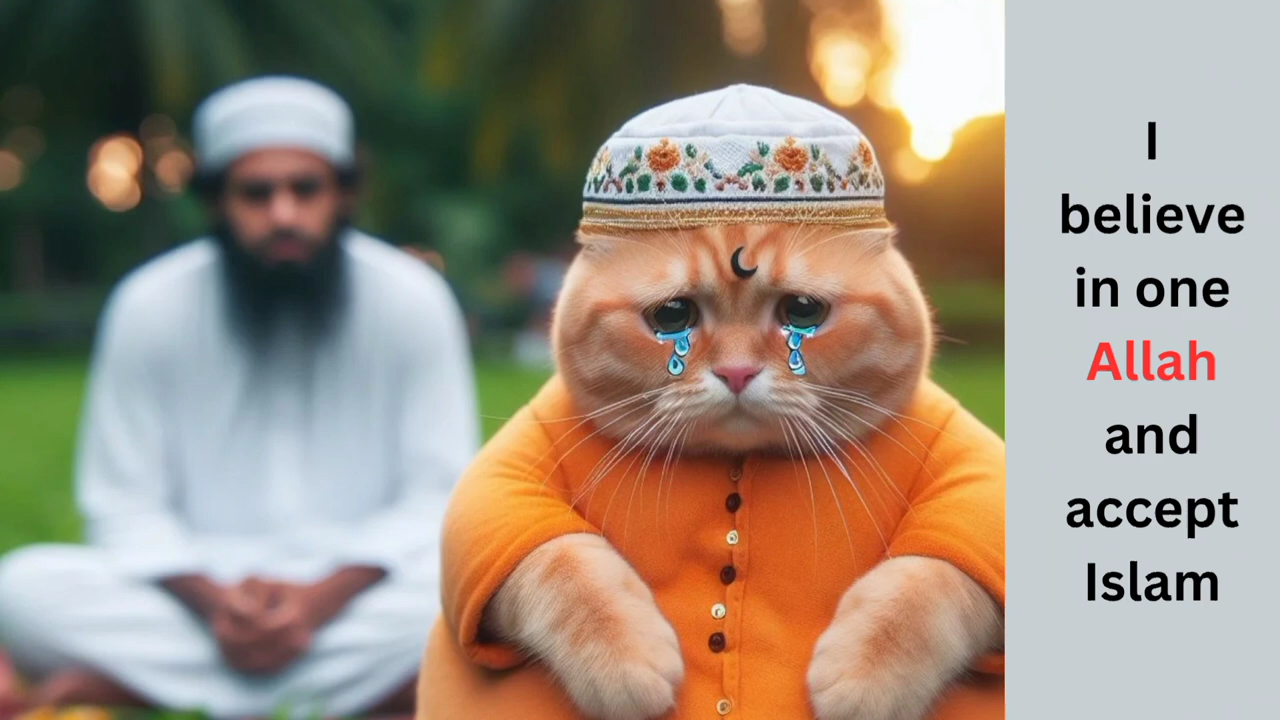 I
believe
in one
Allah
and
accept
Islam